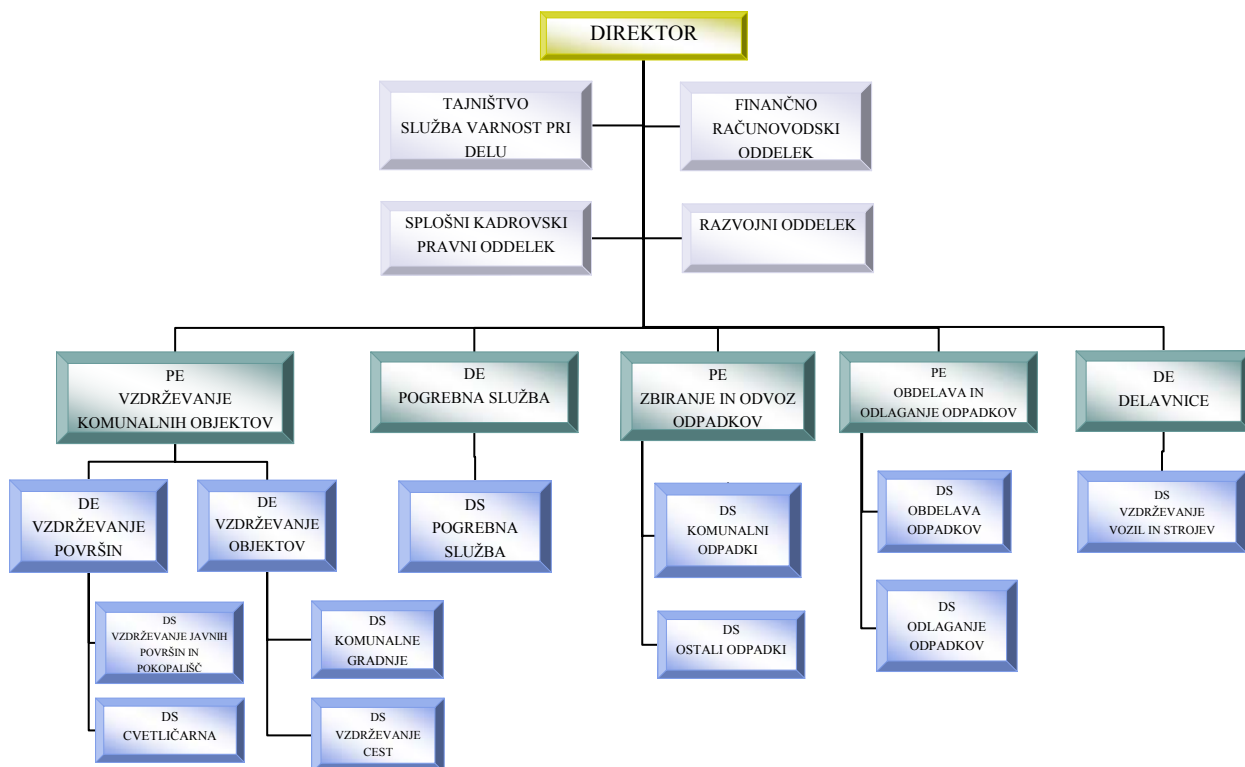 DIREKTOR
TAJNIŠTVO
SLUŽBA VARNOST PRI
DELU
FINANČNO
RAČUNOVODSKI
ODDELEK
SPLOŠNI KADROVSKI
PRAVNI ODDELEK
RAZVOJNI ODDELEK
PE
VZDRŽEVANJE
KOMUNALNIH OBJEKTOV
DE
POGREBNA SLUŽBA
PE
ZBIRANJE IN ODVOZ
ODPADKOV
PE
OBDELAVA IN
ODLAGANJE ODPADKOV
DE
DELAVNICE
DE
VZDRŽEVANJE
POVRŠIN
DE
VZDRŽEVANJE
OBJEKTOV
DS
POGREBNA
SLUŽBA
DS
KOMUNALNI
ODPADKI
DS
OBDELAVA
ODPADKOV
DS
VZDRŽEVANJE
VOZIL IN STROJEV
DS
VZDRŽEVANJE JAVNIH
POVRŠIN IN
POKOPALIŠČ
DS
KOMUNALNE
GRADNJE
DS
OSTALI ODPADKI
DS
ODLAGANJE
ODPADKOV
DS
CVETLIČARNA
DS
VZDRŽEVANJE
CEST